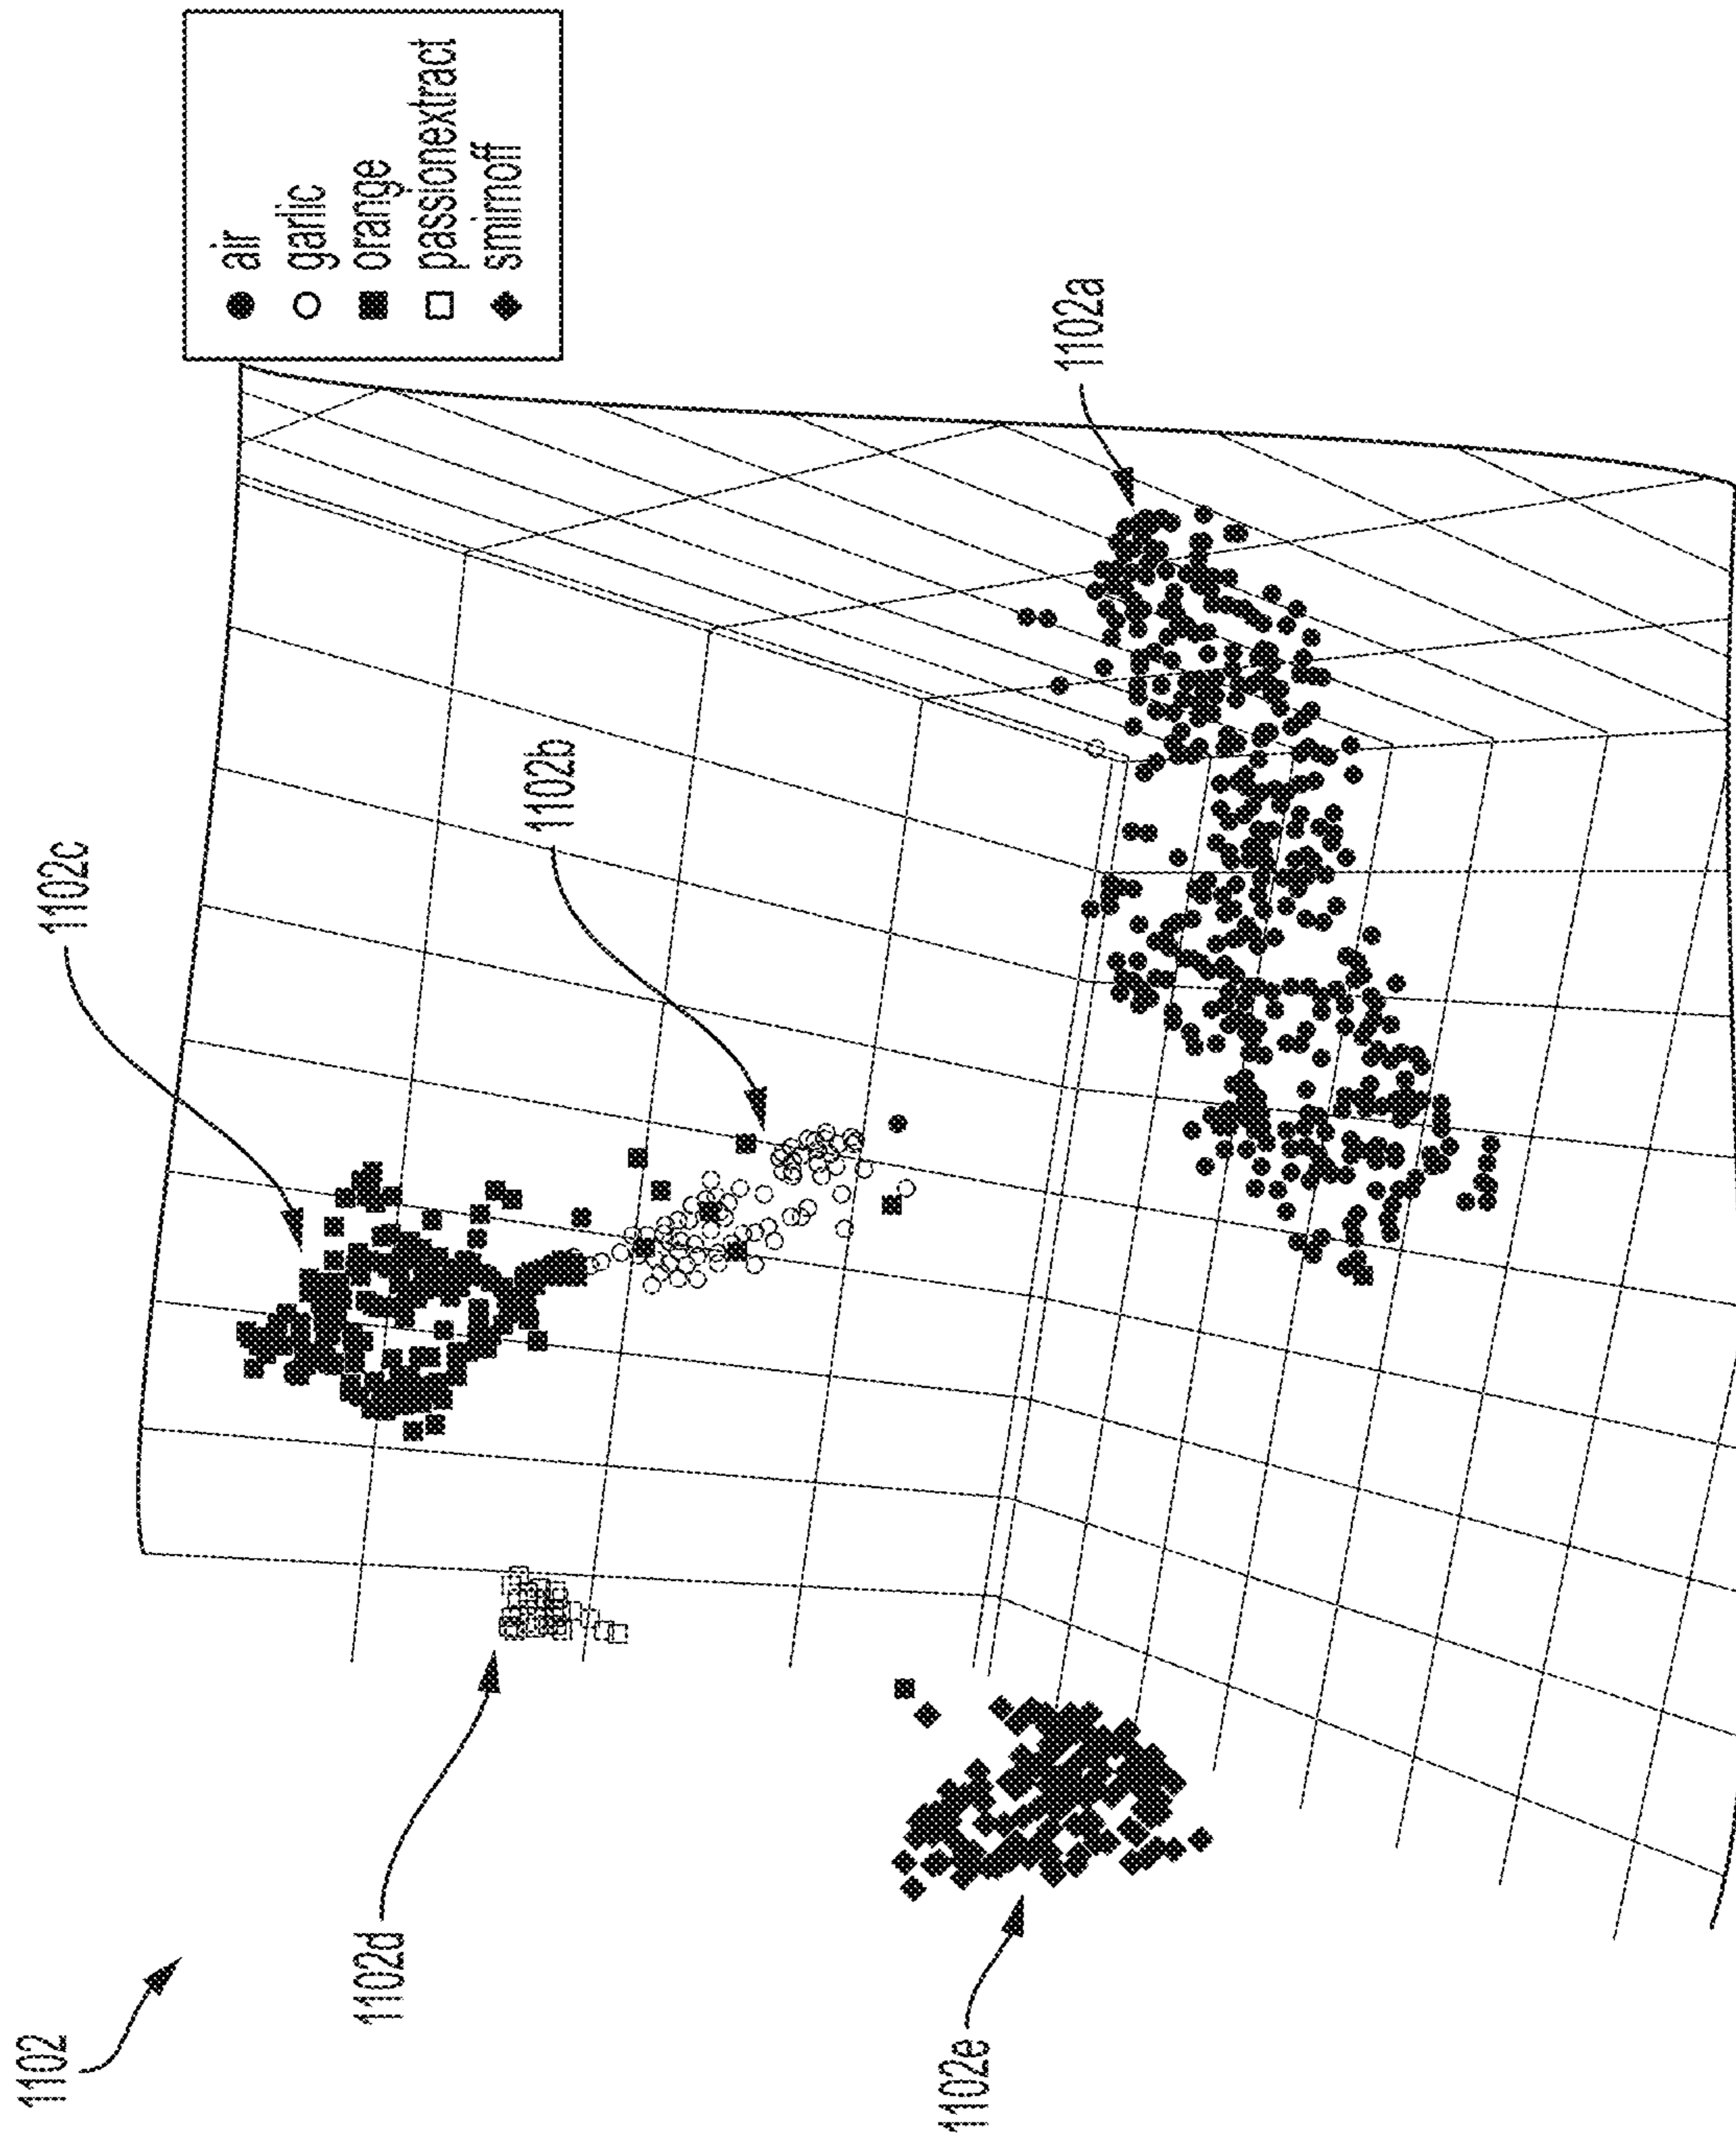 1102
1102c
air
garlic
orange
passionextract
smirnoff
1102d
1102b
1102e
1102a